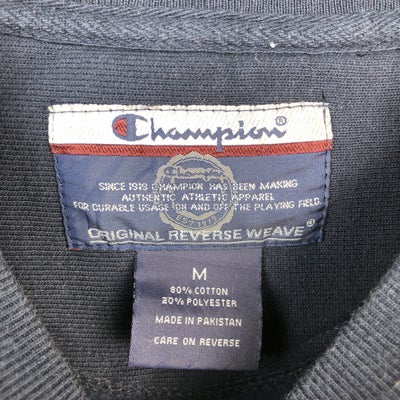 Champion®
SINCE 1919 CHAMPION HAS BEEN MAKING
AUTHENTIC ATHLETIC APPAREL
FOR DURABLE USAGE ON AND OFF THE PLAYING FIELD.
ORIGINAL REVERSE WEAVE®
M
80% COTTON
20% POLYESTER
MADE IN PAKISTAN
CARE ON REVERSE